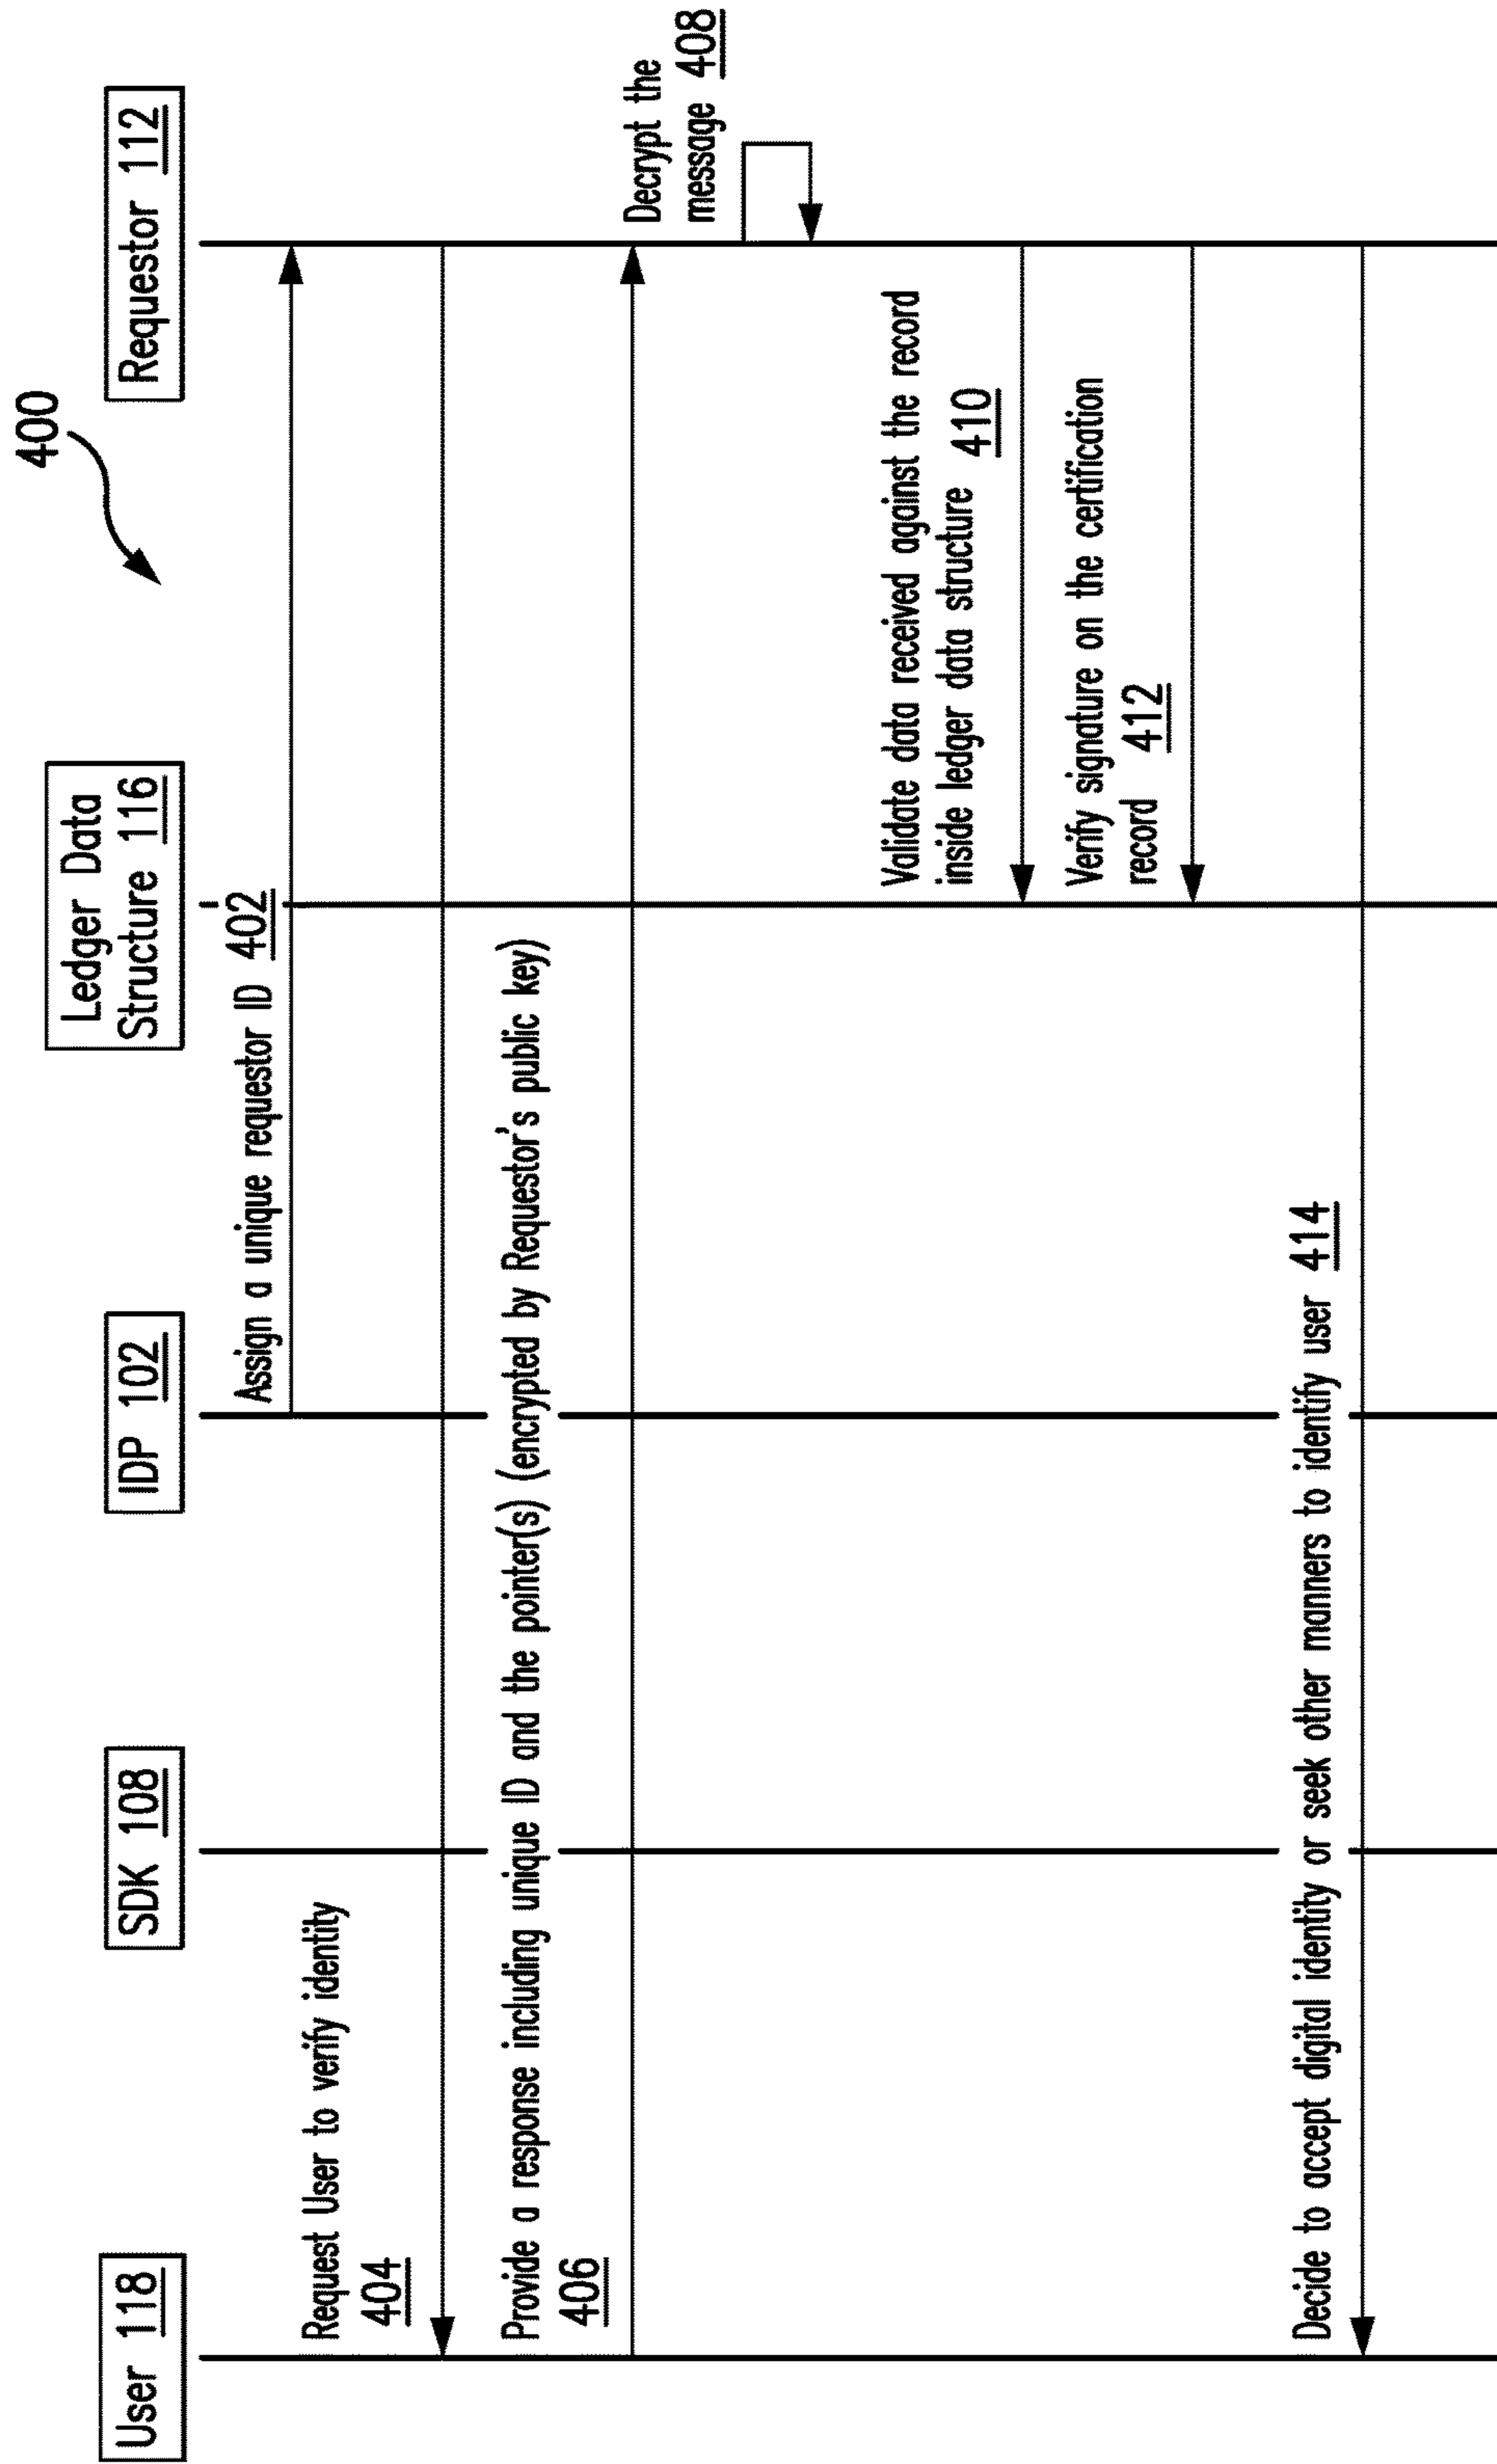 400
User 118
SDK 108
IDP 102
Ledger Data
Structure 116
Requestor 112
Assign a unique requestor ID 402
Request User to verify identity
404
Provide a response including unique ID and the pointer(s) (encrypted by Requestor's public key)
406
Decrypt the
message 408
Validate data received against the record
inside ledger data structure 410
Verify signature on the certification
record 412
Decide to accept digital identity or seek other manners to identify user 414